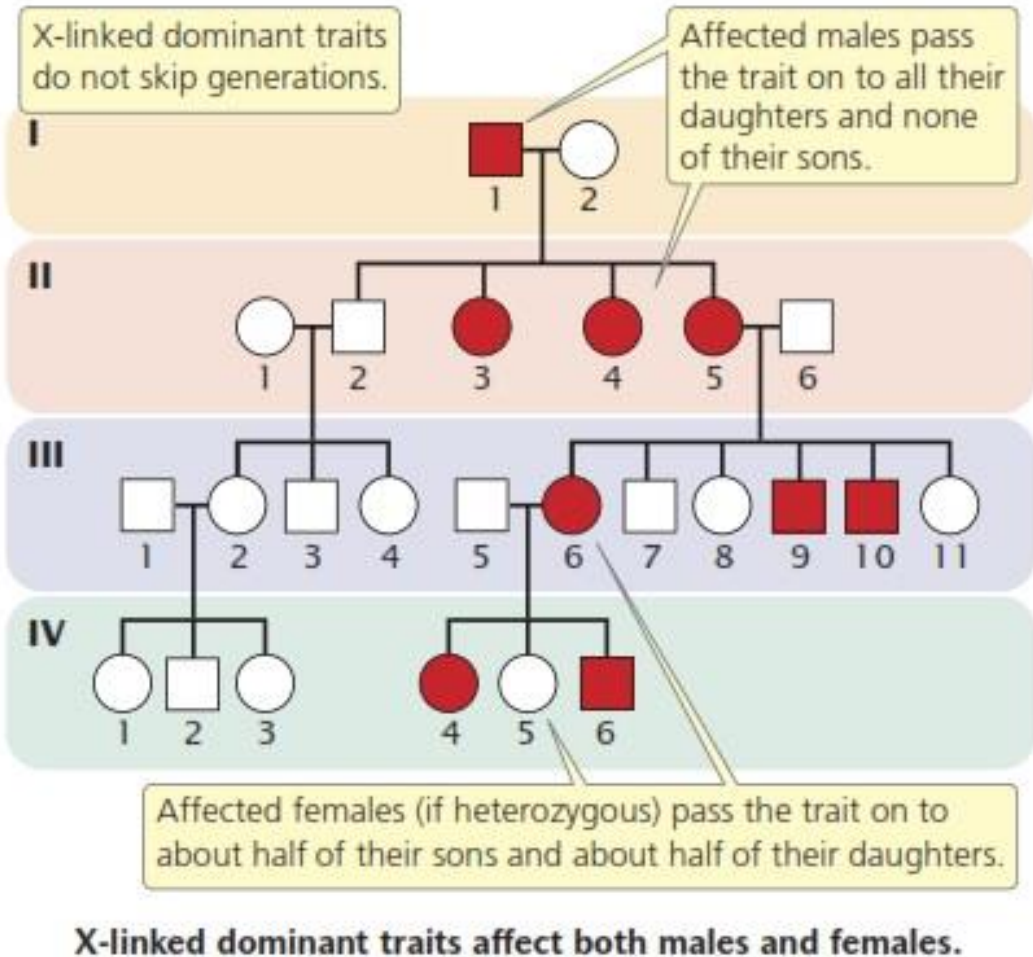 X-linked dominant traits
do not skip generations.
Affected males pass
the trait on to all their
daughters and none
of their sons.
I
1 2
II
1 2 3 4 5 6
III
1 2 3 4 5 6 7 8 9 10 11
IV
1 2 3 4 5 6
Affected females (if heterozygous) pass the trait on to
about half of their sons and about half of their daughters.
X-linked dominant traits affect both males and females.